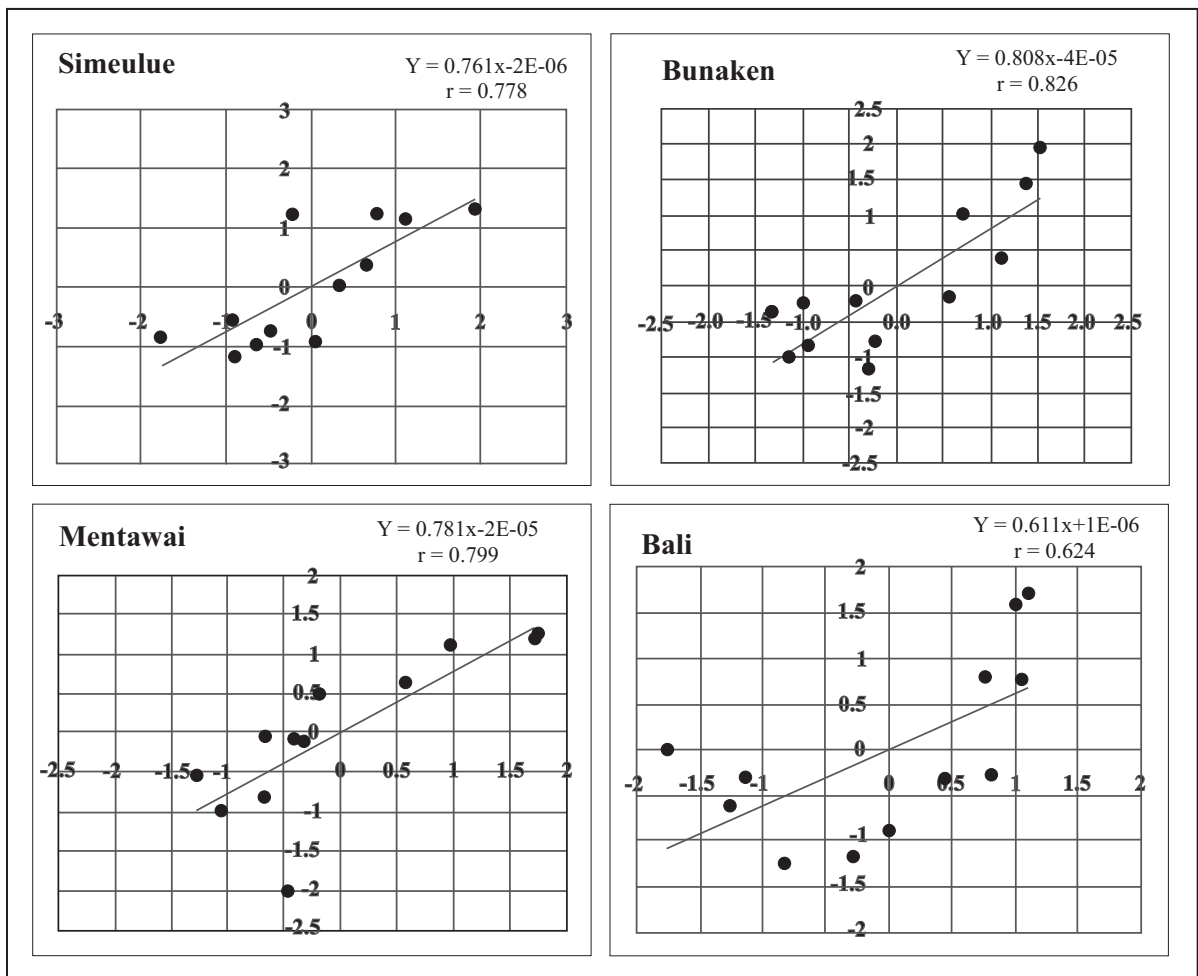 Simeulue
Y = 0.761x-2E-06
r = 0.778
3
2
1
0
-3 -2 -1 0 1 2 3
-1
-2
-3
Bunaken
Y = 0.808x-4E-05
r = 0.826
2.5
2
1.5
1
0
-2.5 -2.0 -1.5 -1.0 0.0 1.0 1.5 2.0 2.5
-1
-1.5
-2
-2.5
Mentawai
Y = 0.781x-2E-05
r = 0.799
2
1.5
1
0.5
0
-2.5 -2 -1.5 -1 0 0.5 1 1.5 2
-1
-1.5
-2
-2.5
Bali
Y = 0.611x+1E-06
r = 0.624
2
1.5
1
0.5
0
-2 -1.5 -1 0 0.5 1 1.5 2
-1
-1.5
-2